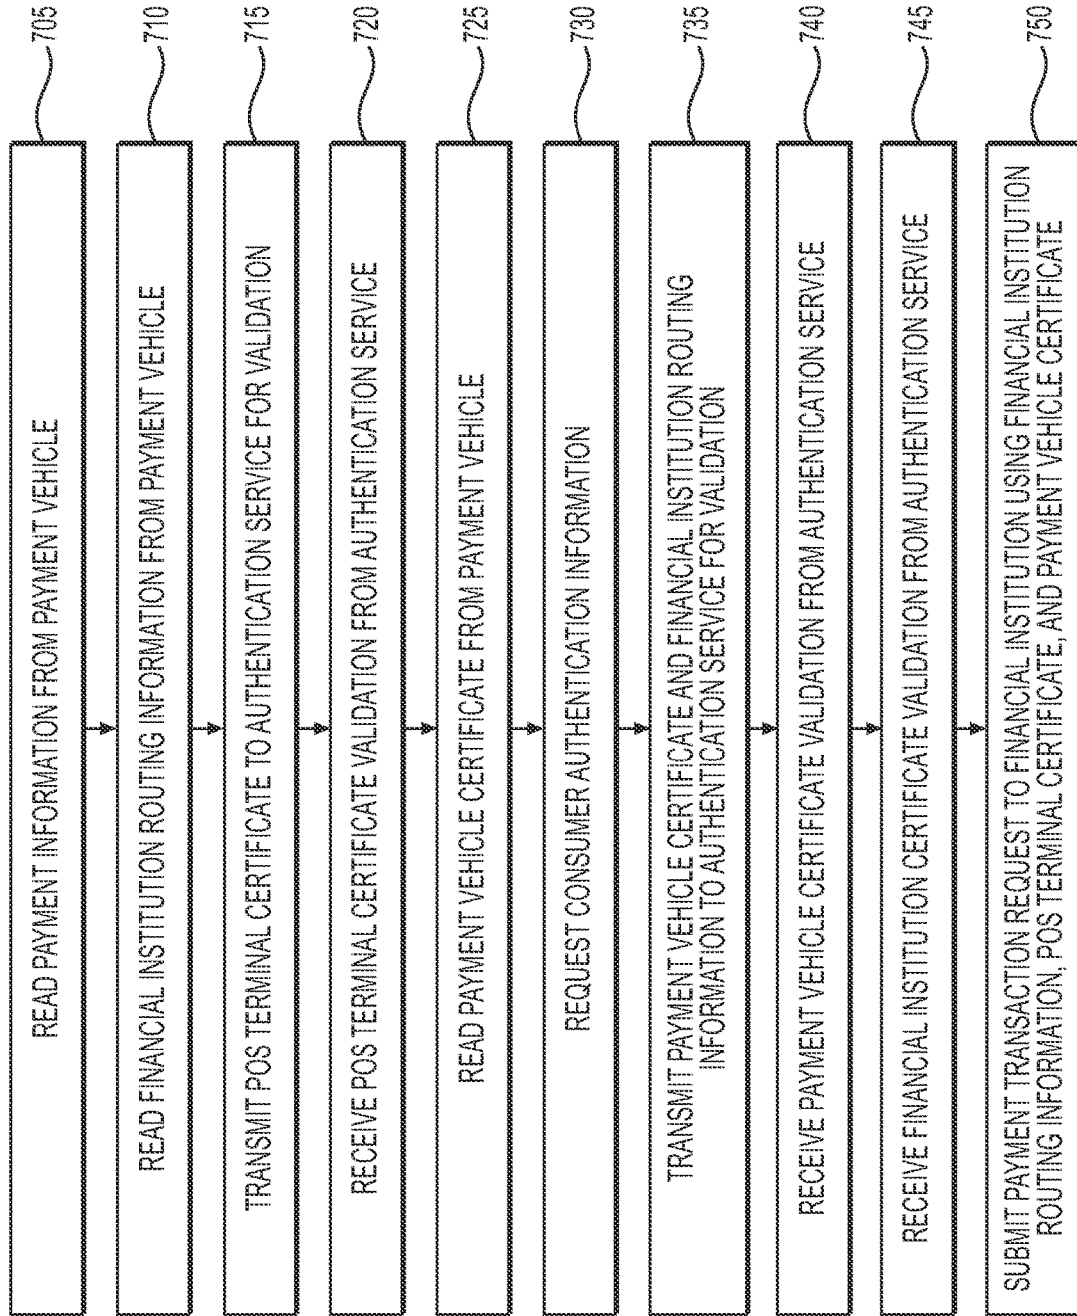 READ PAYMENT INFORMATION FROM PAYMENT VEHICLE
705
READ FINANCIAL INSTITUTION ROUTING INFORMATION FROM PAYMENT VEHICLE
710
TRANSMIT POS TERMINAL CERTIFICATE TO AUTHENTICATION SERVICE FOR VALIDATION
715
RECEIVE POS TERMINAL CERTIFICATE VALIDATION FROM AUTHENTICATION SERVICE
720
READ PAYMENT VEHICLE CERTIFICATE FROM PAYMENT VEHICLE
725
REQUEST CONSUMER AUTHENTICATION INFORMATION
730
TRANSMIT PAYMENT VEHICLE CERTIFICATE AND FINANCIAL INSTITUTION ROUTING
INFORMATION TO AUTHENTICATION SERVICE FOR VALIDATION
735
RECEIVE PAYMENT VEHICLE CERTIFICATE VALIDATION FROM AUTHENTICATION SERVICE
740
RECEIVE FINANCIAL INSTITUTION CERTIFICATE VALIDATION FROM AUTHENTICATION SERVICE
745
SUBMIT PAYMENT TRANSACTION REQUEST TO FINANCIAL INSTITUTION USING FINANCIAL INSTITUTION
ROUTING INFORMATION, POS TERMINAL CERTIFICATE, AND PAYMENT VEHICLE CERTIFICATE
750